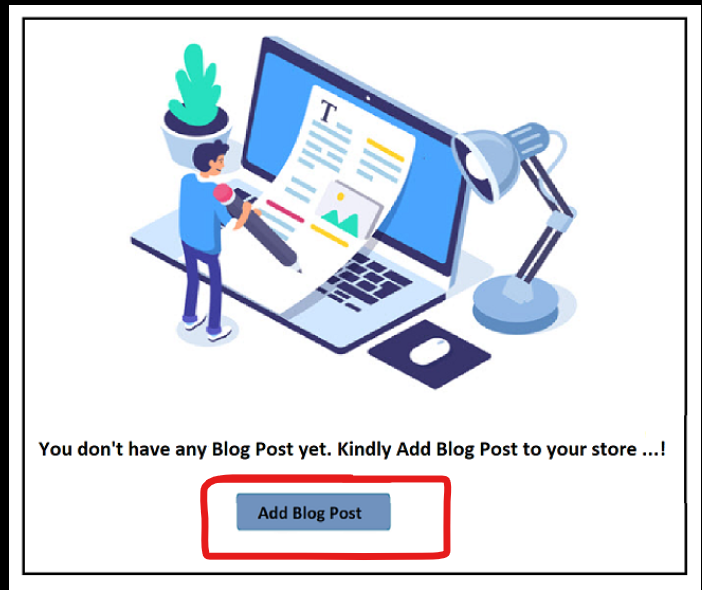 T
You don't have any Blog Post yet. Kindly Add Blog Post to your store ...!
Add Blog Post